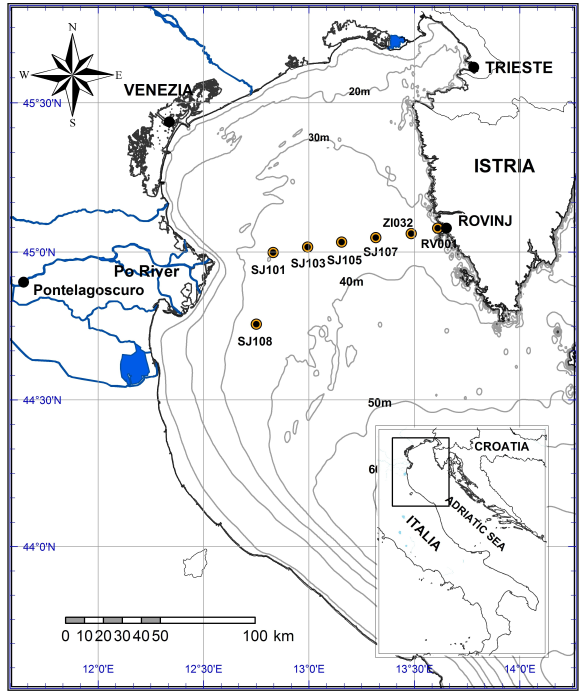 N
W E
S
TRIESTE
VENEZIA
20m
45°30'N
30m
ISTRIA
ZI032
ROVINJ
RV001
SJ107
SJ105
SJ103
SJ101
45°0'N
Po River
40m
Pontelagoscuro
SJ108
44°30'N
50m
CROATIA
6
ADRIATIC SEA
ITALIA
44°0'N
0 10 20 30 40 50 100 km
12°0'E 12°30'E 13°0'E 13°30'E 14°0'E